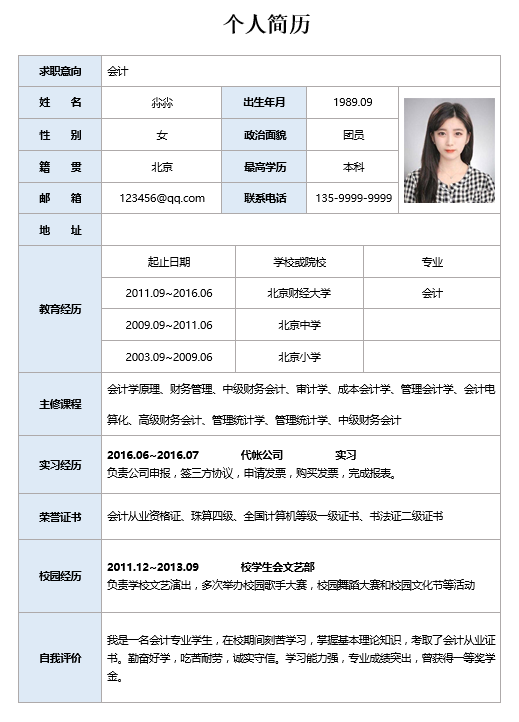 个人简历
求职意向 会计
姓 名 尛尛 出生年月 1989.09
性 别 女 政治面貌 团员
籍 贯 北京 最高学历 本科
邮 箱 123456@qq.com 联系电话 135-9999-9999
地 址
教育经历
起止日期 学校或院校 专业
2011.09~2016.06 北京财经大学 会计
2009.09~2011.06 北京中学
2003.09~2009.06 北京小学
主修课程
会计学原理、财务管理、中级财务会计、审计学、成本会计学、管理会计学、会计电
算化、高级财务会计、管理统计学、管理统计学、中级财务会计
实习经历
2016.06~2016.07 代帐公司 实习
负责公司申报，签三方协议，申请发票，购买发票，完成报表。
荣誉证书 会计从业资格证、珠算四级、全国计算机等级一级证书、书法证二级证书
校园经历
2011.12~2013.09 校学生会文艺部
负责学校文艺演出，多次举办校园歌手大赛，校园舞蹈大赛和校园文化节等活动
自我评价
我是一名会计专业学生，在校期间刻苦学习，掌握基本理论知识，考取了会计从业证
书。勤奋好学，吃苦耐劳，诚实守信。学习能力强，专业成绩突出，曾获得一等奖学
金。